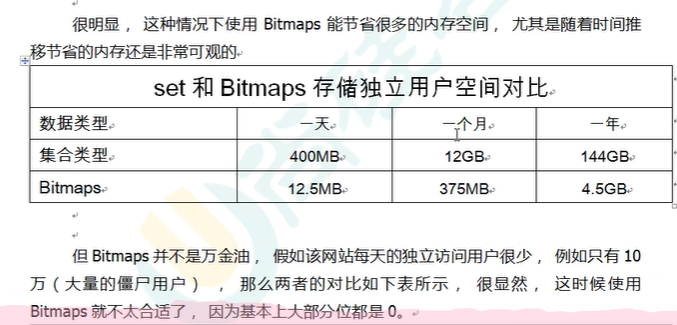 很明显， 这种情况下使用 Bitmaps 能节省很多的内存空间， 尤其是随着时间推
移节省的内存还是非常可观的
set 和 Bitmaps 存储独立用户空间对比
数据类型 一天 一个月 一年
集合类型 400MB 12GB 144GB
Bitmaps 12.5MB 375MB 4.5GB
但 Bitmaps 并不是万金油， 假如该网站每天的独立访问用户很少， 例如只有 10
万（大量的僵尸用户） ， 那么两者的对比如下表所示， 很显然， 这时候使用
Bitmaps 就不太合适了， 因为基本上大部分位都是 0。